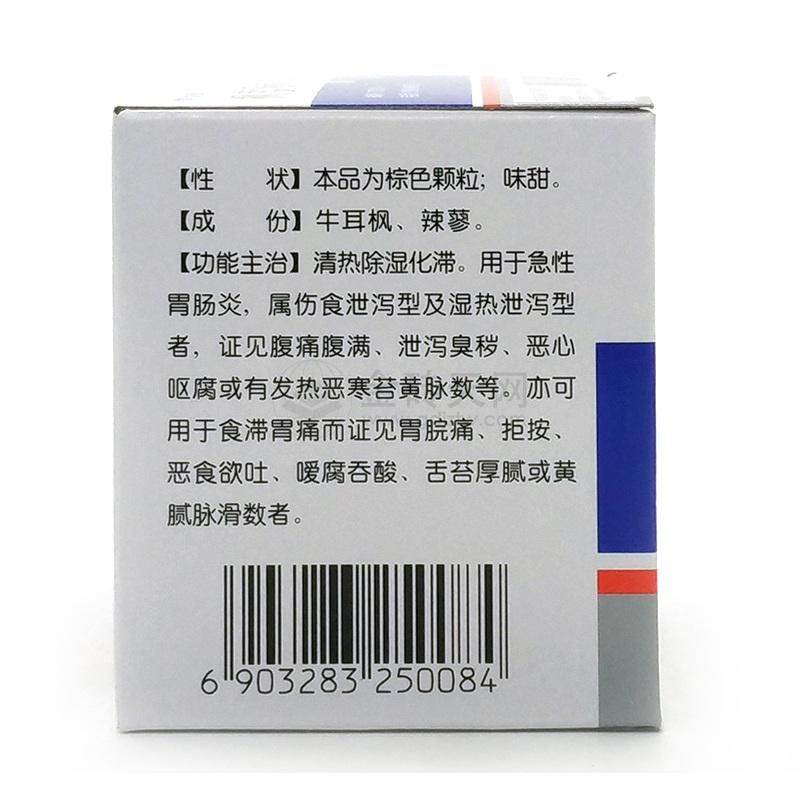 【性 状】本品为棕色颗粒；味甜。
【成 份】牛耳枫、辣蓼。
【功能主治】清热除湿化滞。用于急性
胃肠炎，属伤食泄泻型及湿热泄泻型
者，证见腹痛腹满、泄泻臭秽、恶心
呕腐或有发热恶寒苔黄脉数等。亦可
用于食滞胃痛而证见胃脘痛、拒按、
恶食欲吐、嗳腐吞酸、舌苔厚腻或黄
腻脉滑数者。
6 903283 250084